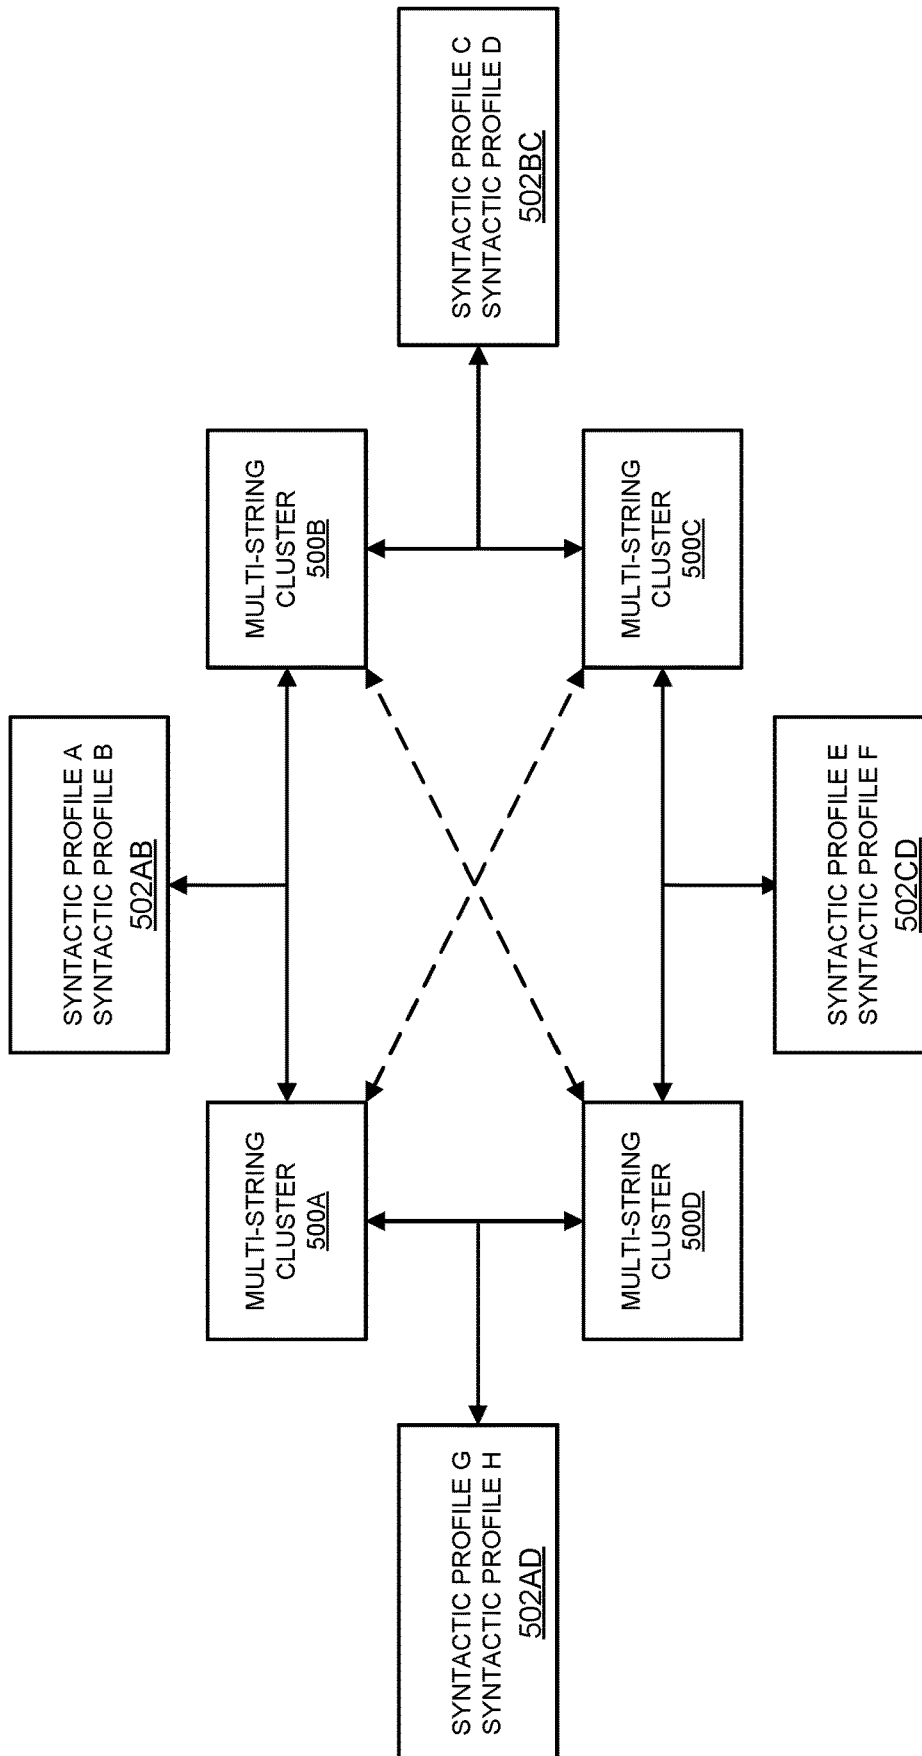 SYNTACTIC PROFILE A
SYNTACTIC PROFILE B
502AB
MULTI-STRING
CLUSTER
500A
MULTI-STRING
CLUSTER
500B
SYNTACTIC PROFILE G
SYNTACTIC PROFILE H
502AD
SYNTACTIC PROFILE C
SYNTACTIC PROFILE D
502BC
MULTI-STRING
CLUSTER
500D
MULTI-STRING
CLUSTER
500C
SYNTACTIC PROFILE E
SYNTACTIC PROFILE F
502CD